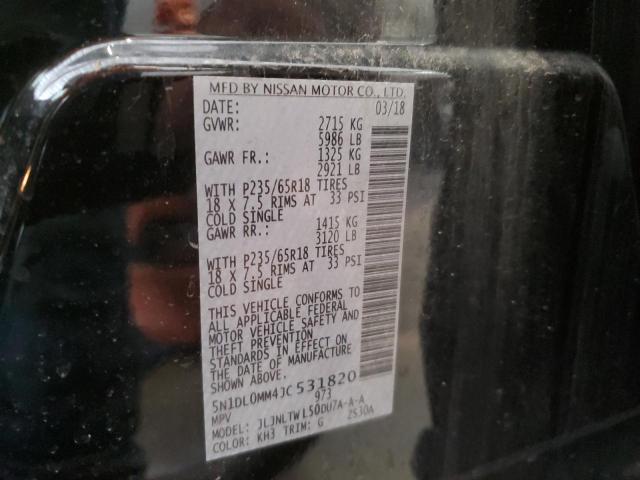 MFD BY NISSAN MOTOR CO., LTD.
DATE: 03/18
GVWR: 2715 KG
5986 LB
GAWR FR.: 1325 KG
2921 LB
WITH P235/65R18 TIRES
18 X 7.5 RIMS AT 33 PSI
COLD SINGLE
GAWR RR.: 1415 KG
3120 LB
WITH P235/65R18 TIRES
18 X 7.5 RIMS AT 33 PSI
COLD SINGLE
THIS VEHICLE CONFORMS TO
ALL APPLICABLE FEDERAL
MOTOR VEHICLE SAFETY AND
THEFT PREVENTION
STANDARDS IN EFFECT ON
THE DATE OF MANUFACTURE
SHOWN ABOVE.
5N1DL0MM4JC531820
MPV 973
MODEL: JLJNLTWL50DU7A-A-A
COLOR: KH3 TRIM: G 2S30A